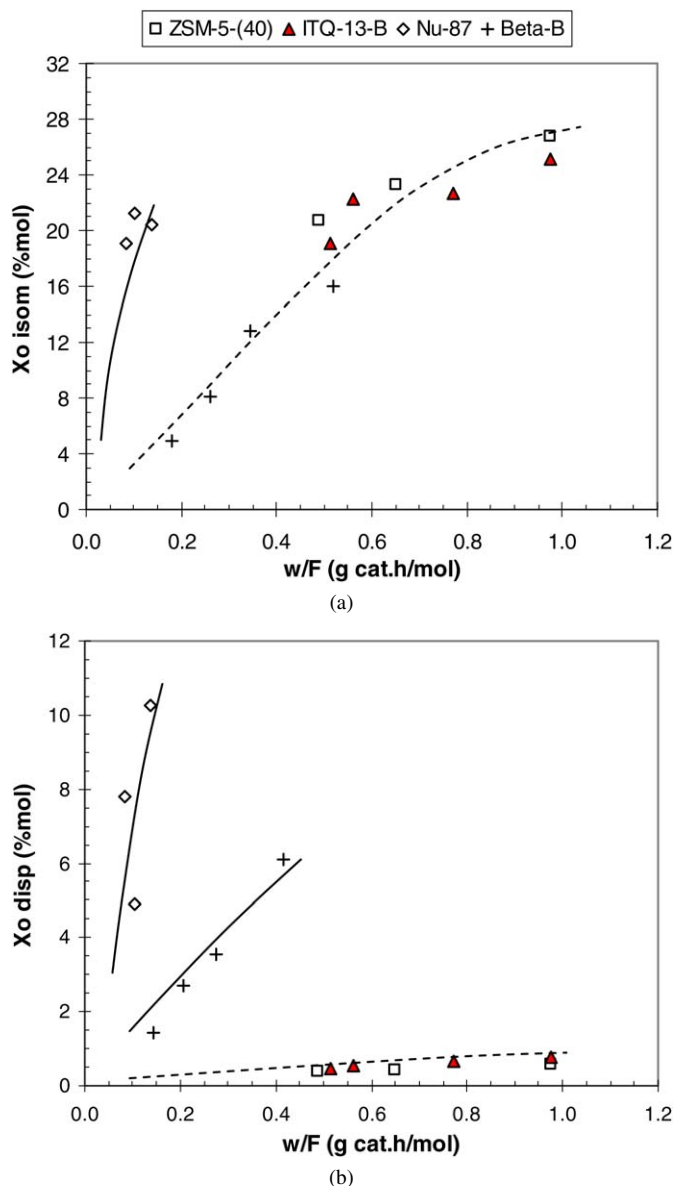 ZSM-5-(40) ITQ-13-B Nu-87 Beta-B
32
28
24
20
16
12
8
4
0
Xo isom (%mol)
0.0 0.2 0.4 0.6 0.8 1.0 1.2
w/F (g cat.h/mol)
(a)
12
10
8
6
4
2
0
Xo disp (%mol)
0.0 0.2 0.4 0.6 0.8 1.0 1.2
w/F (g cat.h/mol)
(b)